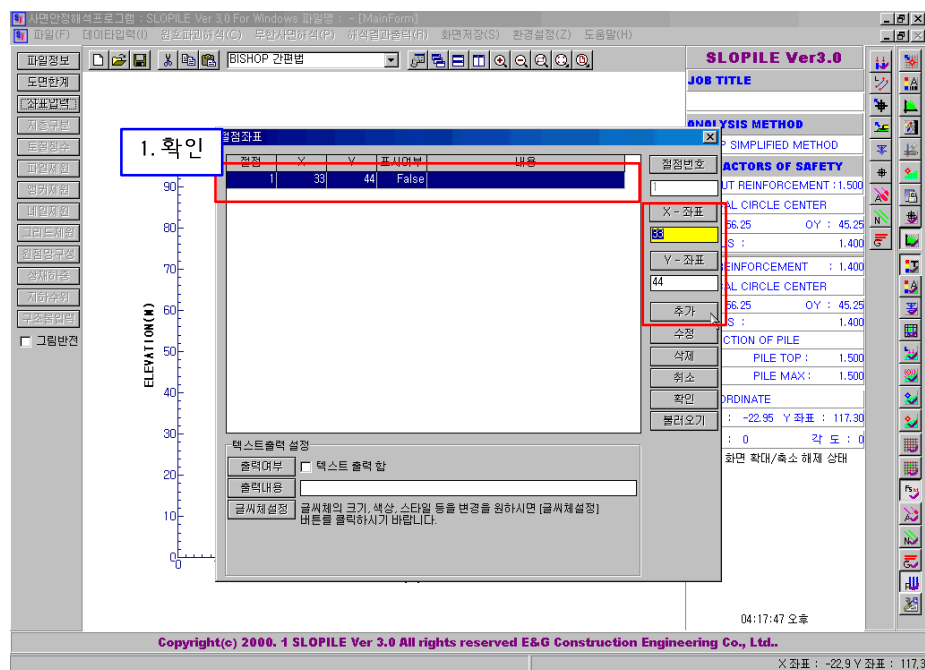 사면안정해석프로그램 : SLOPILE Ver 3.0 For Windows 파일명 : - [MainForm]
파일(F) 데이타입력(I) 원호파괴해석(C) 무한사면해석(P) 해석결과출력(R) 화면저장(S) 환경설정(Z) 도움말(H)
파일정보
BISHOP 간편법
도면한계
좌표입력
지층구분
토질정수
파일제원
앵커제원
네일제원
그리드제원
원점망구성
상재하중
지하수위
구조물입력
그림반전
1. 확인
ELEVATION(M)
90
80
70
60
50
40
30
20
10
0
0
절점좌표
절점 X Y 표시여부 내용
1 33 44 False
절점번호
1
X - 좌표
33
Y - 좌표
44
추가
수정
삭제
취소
확인
불러오기
텍스트출력 설정
출력여부 텍스트 출력 함
출력내용
글씨체설정 글씨체의 크기, 색상, 스타일 등을 변경을 원하시면 [글씨체설정]
버튼를 클릭하시기 바랍니다.
SLOPILE Ver3.0
JOB TITLE
ANALYSIS METHOD
SIMPLIFIED METHOD
ACTORS OF SAFETY
UT REINFORCEMENT : 1.500
AL CIRCLE CENTER
56.25 OY : 45.25
S : 1.400
REINFORCEMENT : 1.400
AL CIRCLE CENTER
56.25 OY : 45.25
S : 1.400
CTION OF PILE
PILE TOP : 1.500
PILE MAX : 1.500
ORDINATE
: -22.95 Y 좌표 : 117.30
: 0 각 도 : 0
화면 확대/축소 해제 상태
04:17:47 오후
Copyright(c) 2000. 1 SLOPILE Ver 3.0 All rights reserved E&G Construction Engineering Co., Ltd..
X 좌표 : -22,9 Y 좌표 : 117,3